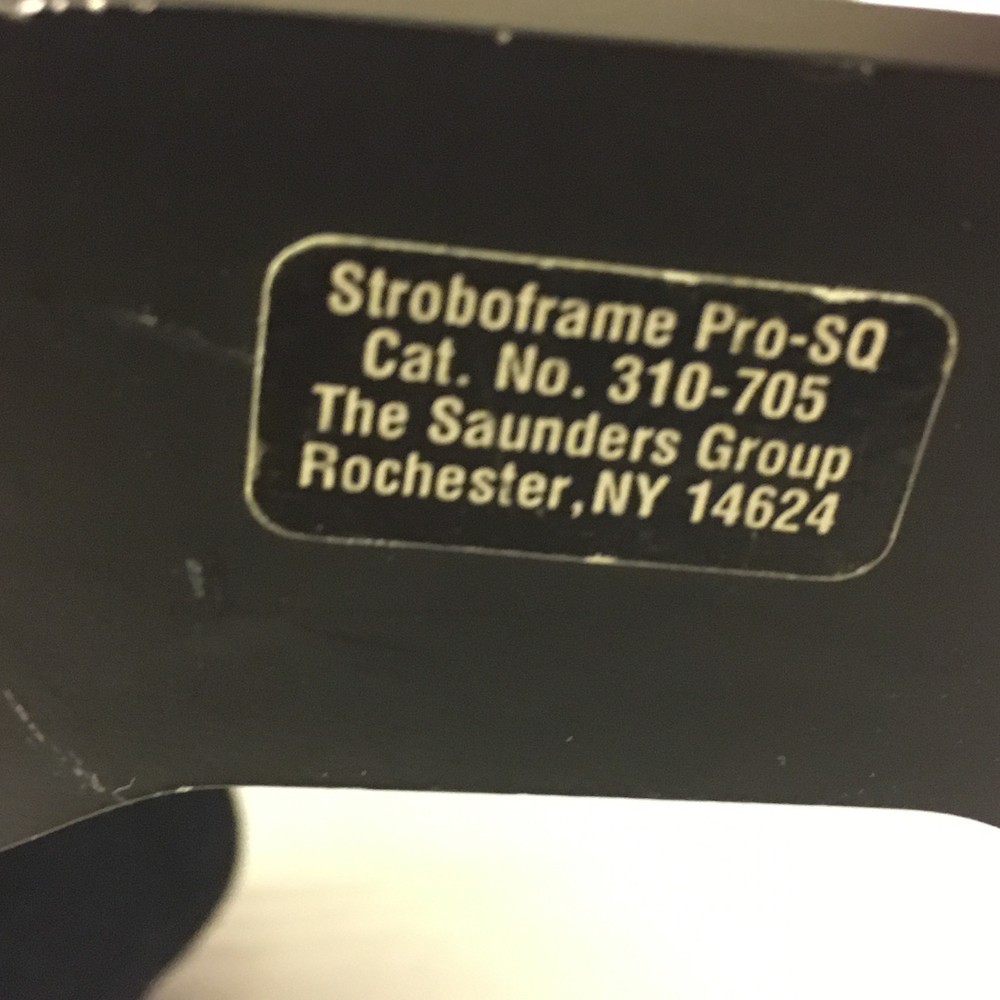 Stroboframe Pro-SQ
Cat. No. 310-705
The Saunders Group
Rochester,NY 14624